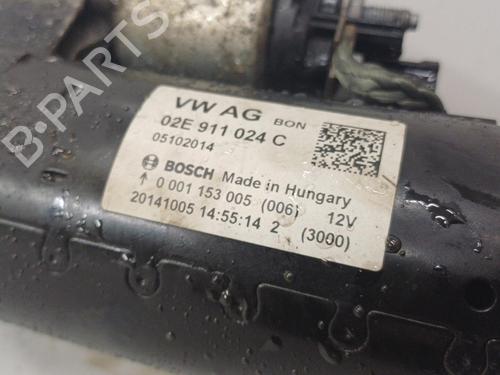 VW AG BON
02E 911 024 C
05102014
BOSCH Made in Hungary
↑ 0 001 153 005 (006) 12V
20141005 14:55:14 2 (3000)